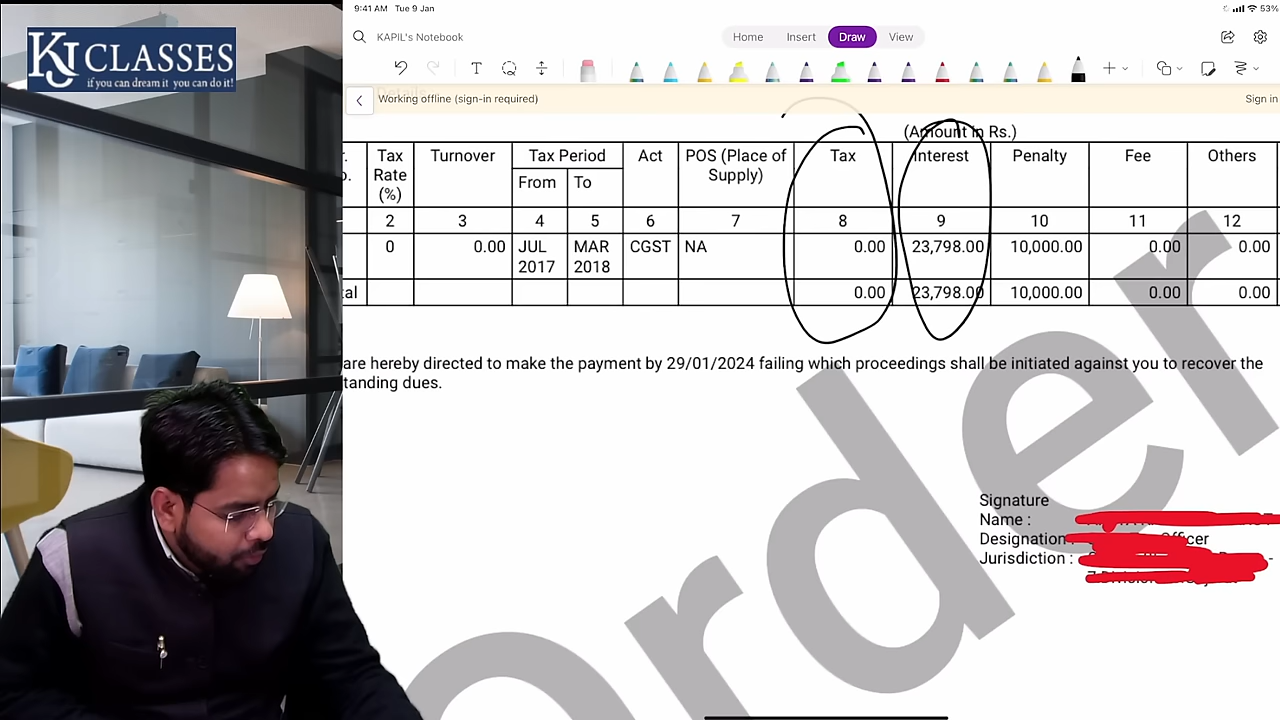 KJ CLASSES
if you can dream it you can do it!
9:41 AM Tue 9 Jan
53%
KAPIL's Notebook
Home Insert Draw View
Working offline (sign-in required)
Sign in
(Amount in Rs.)
Tax Rate (%) Turnover Tax Period Act POS (Place of Supply) Tax Interest Penalty Fee Others
From To
2 3 4 5 6 7 8 9 10 11 12
0 0.00 JUL 2017 MAR 2018 CGST NA 0.00 23,798.00 10,000.00 0.00 0.00
tal 0.00 23,798.00 10,000.00 0.00 0.00
are hereby directed to make the payment by 29/01/2024 failing which proceedings shall be initiated against you to recover the
tanding dues.
Signature
Name :
Designation : Officer
Jurisdiction :
order